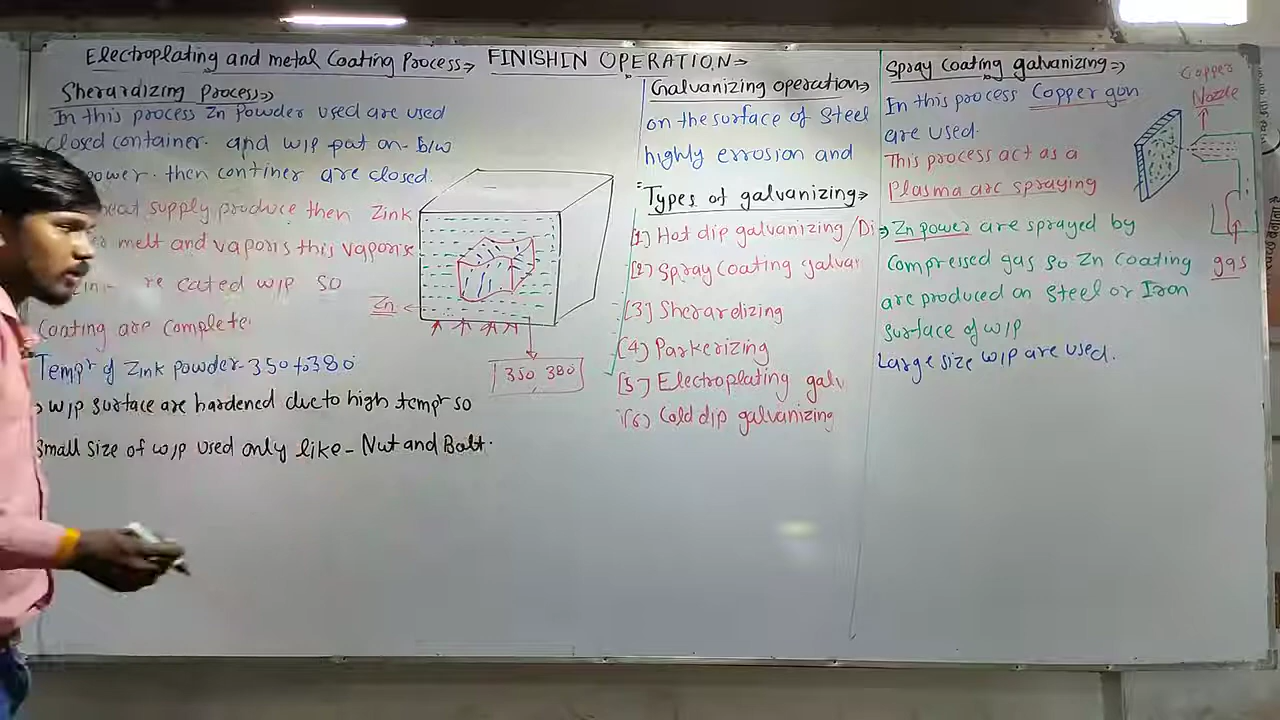 Electroplating and metal Coating Process→ FINISHIN OPERATION→
Sherardizing Process→
In this process Zn Powder used are used
closed container. and w/p put on- b/w
power. then continer are closed.
heat supply produce then Zink
melt and vaporis this vaporise
re cated w/p so
Coating are Complete
Tempr of Zink powder-350 to 380
w/p surface are hardened due to high tempr so
Small size of w/p used only like- Nut and Balt.
Zn
350 380
Galvanizing operation→
on the surface of Steel
highly errosion and
Types of galvanizing→
(1) Hot dip galvanizing/Di
(2) Spray Coating galvar
(3) Sherardizing
(4) Parkerizing
(5) Electroplating galv
(6) Cold dip galvanizing
Spray Coating galvanizing→
In this process Copper gun
are used.
This process act as a
Plasma arc spraying
→ Zn power are sprayed by
Compressed gas so Zn Coating
are produced on Steel or Iron
surface of w/p
Large size w/p are used.
Copper
Nozzle
gas